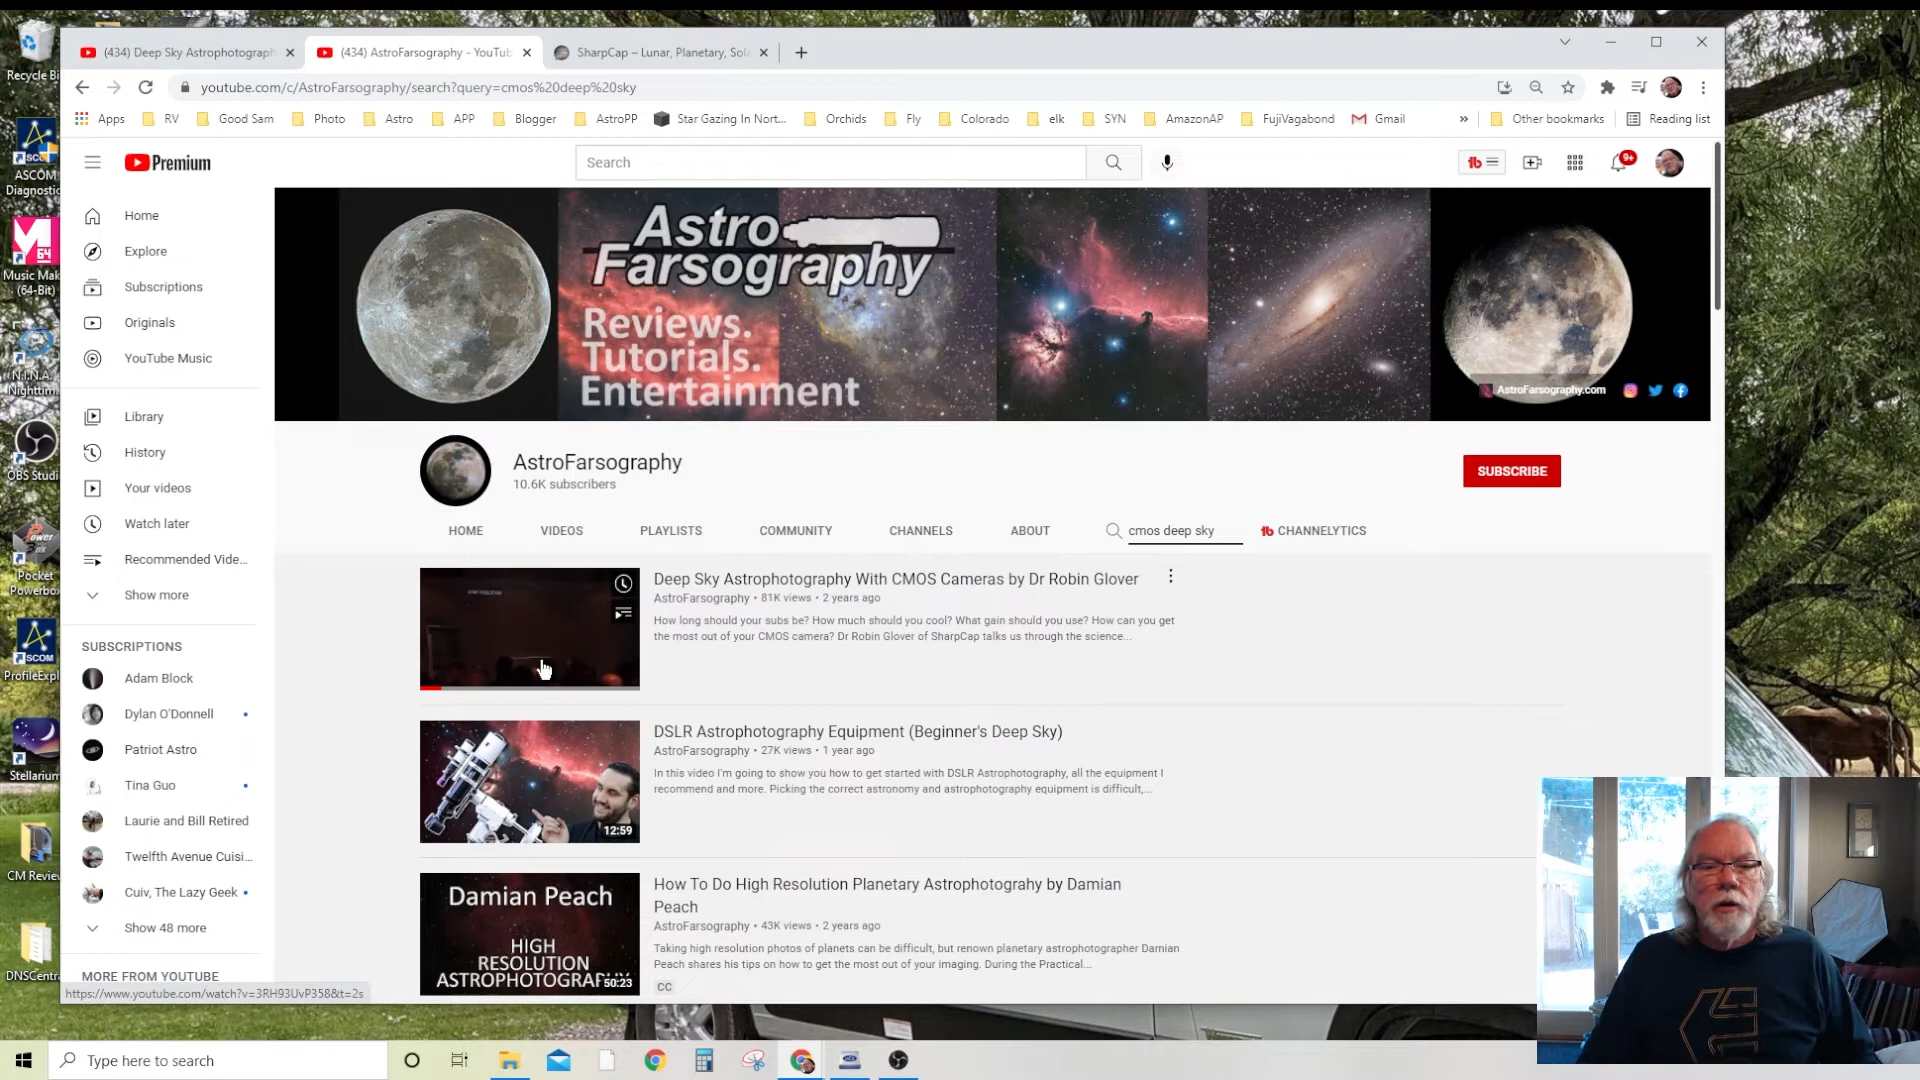 Recycle Bi
(434) Deep Sky Astrophotograph
(434) AstroFarsography - YouTub
SharpCap – Lunar, Planetary, Sol
youtube.com/c/AstroFarsography/search?query=cmos%20deep%20sky
Apps
RV
Good Sam
Photo
Astro
APP
Blogger
AstroPP
Star Gazing In Nort...
Orchids
Fly
Colorado
elk
SYN
AmazonAP
FujiVagabond
Gmail
»
Other bookmarks
Reading list
Premium
Search
9+
Home
Explore
Subscriptions
Originals
YouTube Music
Library
History
Your videos
Watch later
Recommended Vide...
Show more
SUBSCRIPTIONS
Adam Block
Dylan O'Donnell
Patriot Astro
Tina Guo
Laurie and Bill Retired
Twelfth Avenue Cuisi...
Cuiv, The Lazy Geek
Show 48 more
MORE FROM YOUTUBE
https://www.youtube.com/watch?v=3RH93UvP358&t=2s
Astro
Farsography
Reviews.
Tutorials.
Entertainment
AstroFarsography.com
AstroFarsography
10.6K subscribers
SUBSCRIBE
HOME
VIDEOS
PLAYLISTS
COMMUNITY
CHANNELS
ABOUT
cmos deep sky
CHANNELYTICS
Deep Sky Astrophotography With CMOS Cameras by Dr Robin Glover
AstroFarsography • 81K views • 2 years ago
How long should your subs be? How much should you cool? What gain should you use? How can you get
the most out of your CMOS camera? Dr Robin Glover of SharpCap talks us through the science...
DSLR Astrophotography Equipment (Beginner's Deep Sky)
AstroFarsography • 27K views • 1 year ago
In this video I'm going to show you how to get started with DSLR Astrophotography, all the equipment I
recommend and more. Picking the correct astronomy and astrophotography equipment is difficult,...
12:59
How To Do High Resolution Planetary Astrophotograhy by Damian
Peach
AstroFarsography • 43K views • 2 years ago
Taking high resolution photos of planets can be difficult, but renown planetary astrophotographer Damian
Peach shares his tips on how to get the most out of your imaging. During the Practical...
CC
Damian Peach
HIGH
RESOLUTION
50:23
ASCOM
Diagnostic
Music Mak
(64-Bit)
N.I.N.A.
Nighttim
OBS Studi
Pocket
Powerbo
ProfileExpl
Stellarium
CM Review
DNSCentra
Type here to search